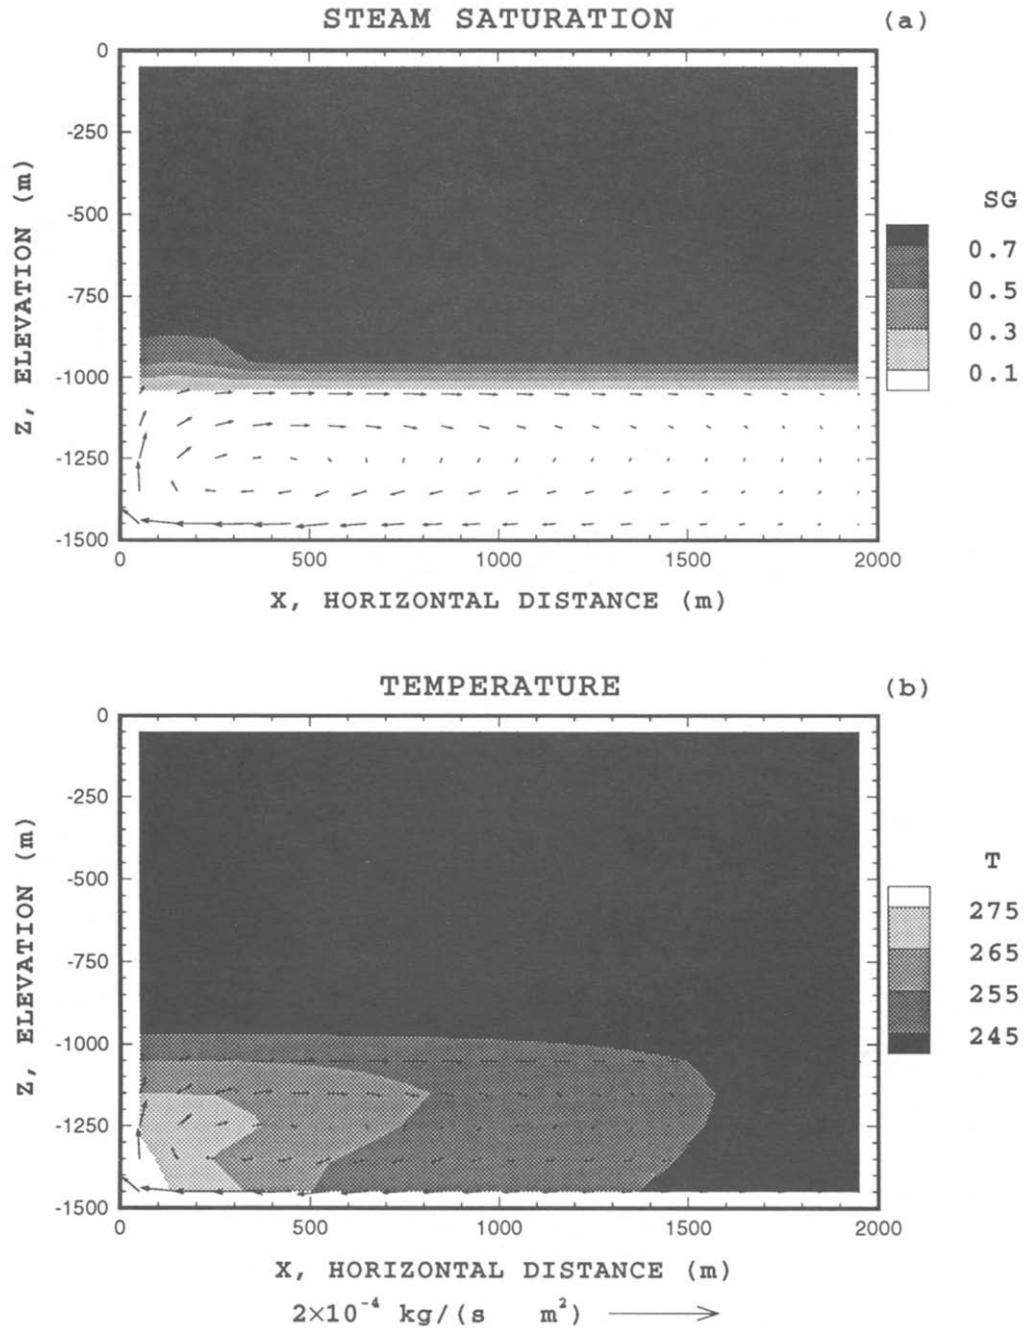 STEAM SATURATION
(a)
0
-250
-500
-750
-1000
-1250
-1500
Z, ELEVATION (m)
0
500
1000
1500
2000
X, HORIZONTAL DISTANCE (m)
SG
0.7
0.5
0.3
0.1
TEMPERATURE
(b)
0
-250
-500
-750
-1000
-1250
-1500
Z, ELEVATION (m)
0
500
1000
1500
2000
X, HORIZONTAL DISTANCE (m)
T
275
265
255
245
2×10⁻⁴ kg/(s m²)